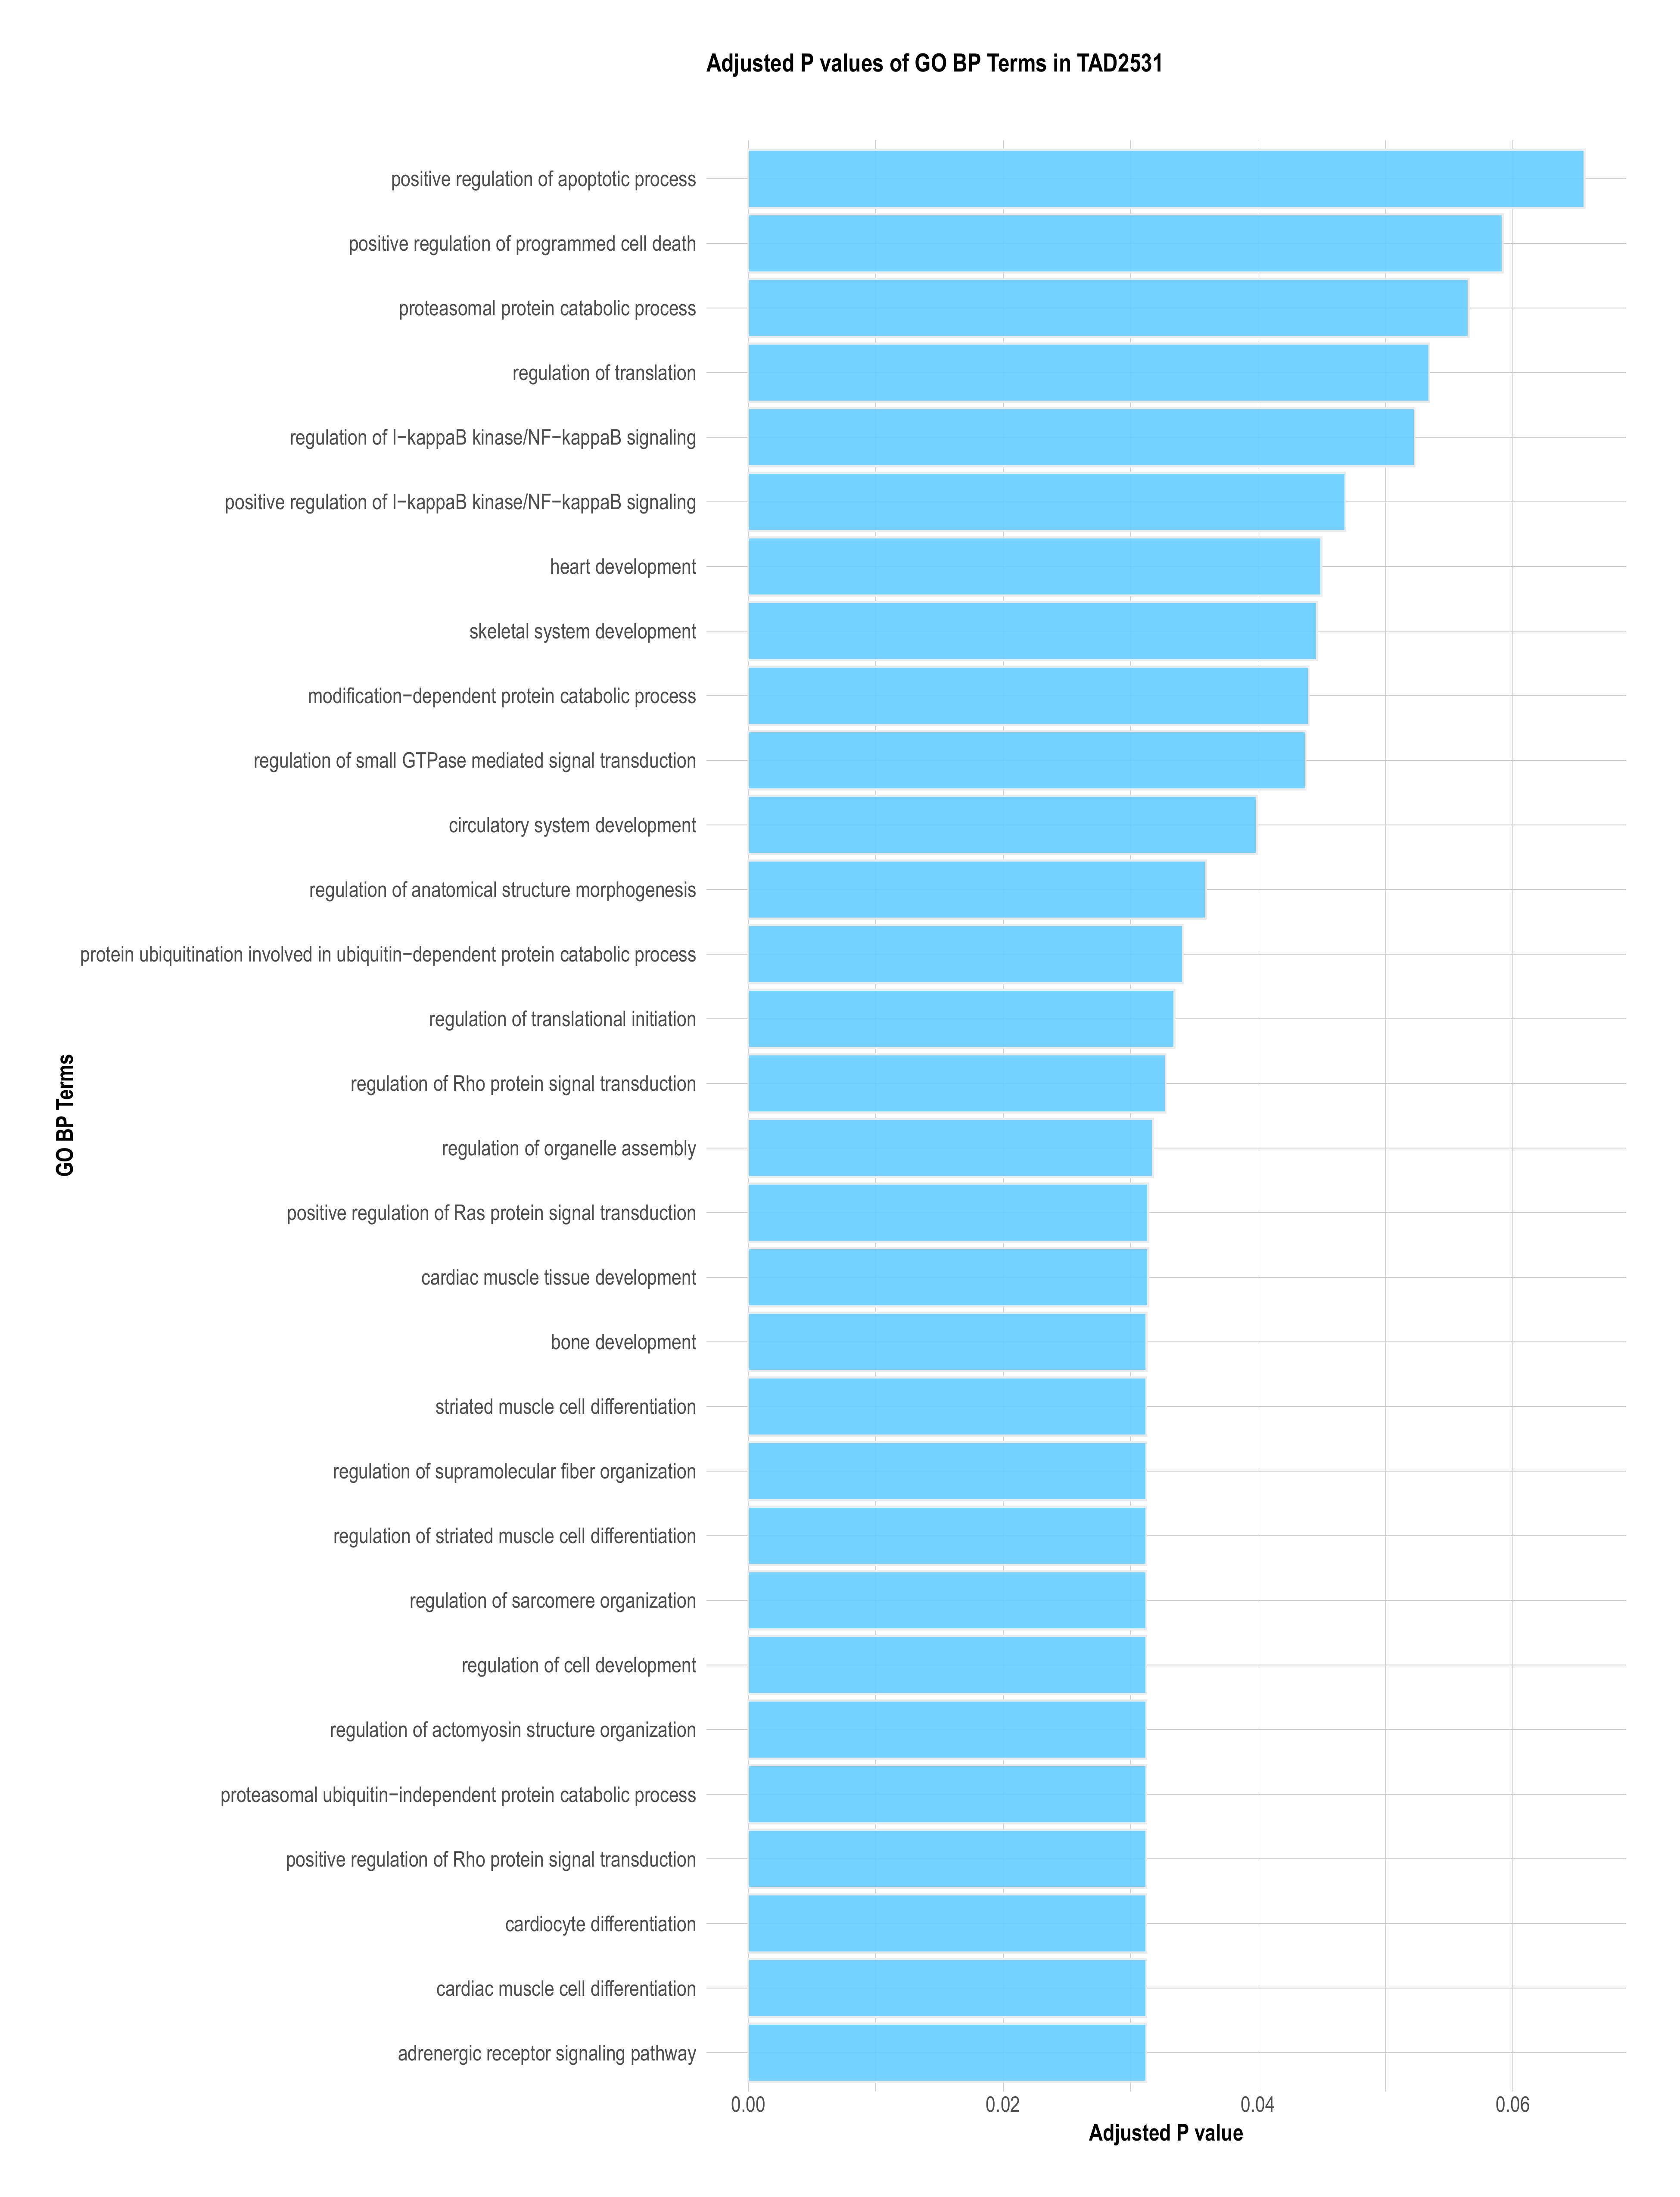 Adjusted P values of GO BP Terms in TAD2531
positive regulation of apoptotic process
positive regulation of programmed cell death
proteasomal protein catabolic process
regulation of translation
regulation of I−kappaB kinase/NF−kappaB signaling
positive regulation of I−kappaB kinase/NF−kappaB signaling
heart development
skeletal system development
modification−dependent protein catabolic process
regulation of small GTPase mediated signal transduction
circulatory system development
regulation of anatomical structure morphogenesis
protein ubiquitination involved in ubiquitin−dependent protein catabolic process
regulation of translational initiation
regulation of Rho protein signal transduction
regulation of organelle assembly
positive regulation of Ras protein signal transduction
cardiac muscle tissue development
bone development
striated muscle cell differentiation
regulation of supramolecular fiber organization
regulation of striated muscle cell differentiation
regulation of sarcomere organization
regulation of cell development
regulation of actomyosin structure organization
proteasomal ubiquitin−independent protein catabolic process
positive regulation of Rho protein signal transduction
cardiocyte differentiation
cardiac muscle cell differentiation
adrenergic receptor signaling pathway
GO BP Terms
0.00 0.02 0.04 0.06
Adjusted P value